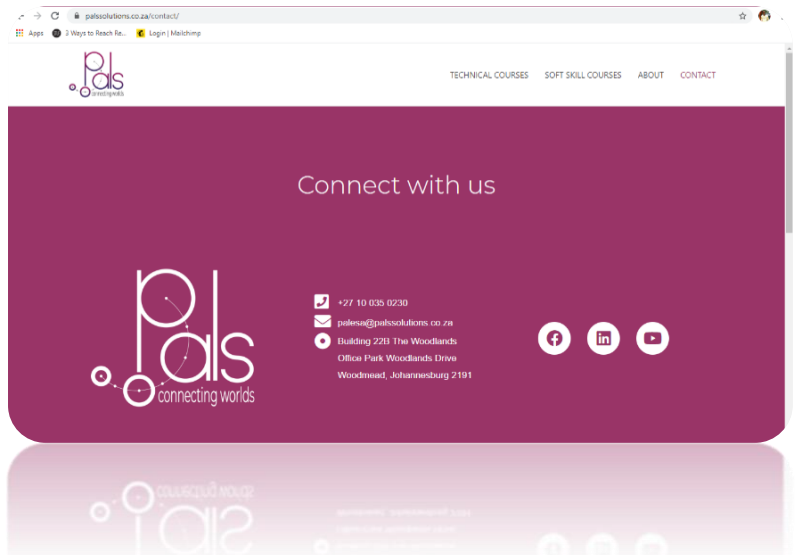 palssolutions.co.za/contact/
Apps 3 Ways to Reach Re... Login | Mailchimp
pals
connecting worlds
TECHNICAL COURSES SOFT SKILL COURSES ABOUT CONTACT
Connect with us
pals
connecting worlds
+27 10 035 0230
palesa@palssolutions.co.za
Building 22B The Woodlands
Office Park Woodlands Drive
Woodmead, Johannesburg 2191